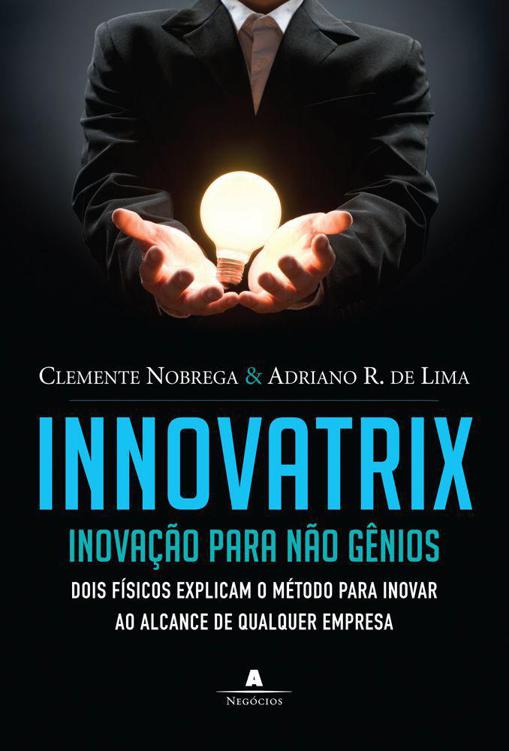 CLEMENTE NOBREGA & ADRIANO R. DE LIMA
INNOVATRIX
INOVAÇÃO PARA NÃO GÊNIOS
DOIS FÍSICOS EXPLICAM O MÉTODO PARA INOVAR
AO ALCANCE DE QUALQUER EMPRESA
A
NEGÓCIOS